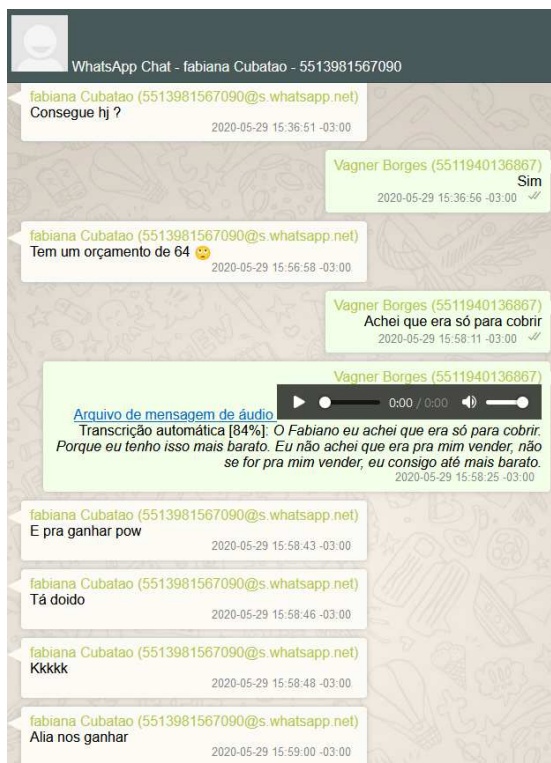 WhatsApp Chat - fabiana Cubatao - 5513981567090
fabiana Cubatao (5513981567090@s.whatsapp.net)
Consegue hj ?
2020-05-29 15:36:51 -03:00
Vagner Borges (5511940136867)
Sim
2020-05-29 15:36:56 -03:00
fabiana Cubatao (5513981567090@s.whatsapp.net)
Tem um orçamento de 64 🙄
2020-05-29 15:56:58 -03:00
Vagner Borges (5511940136867)
Achei que era só para cobrir
2020-05-29 15:58:11 -03:00
Vagner Borges (5511940136867)
Arquivo de mensagem de áudio 0:00 / 0:00
Transcrição automática [84%]: O Fabiano eu achei que era só para cobrir.
Porque eu tenho isso mais barato. Eu não achei que era pra mim vender, não
se for pra mim vender, eu consigo até mais barato.
2020-05-29 15:58:25 -03:00
fabiana Cubatao (5513981567090@s.whatsapp.net)
E pra ganhar pow
2020-05-29 15:58:43 -03:00
fabiana Cubatao (5513981567090@s.whatsapp.net)
Tá doido
2020-05-29 15:58:46 -03:00
fabiana Cubatao (5513981567090@s.whatsapp.net)
Kkkkk
2020-05-29 15:58:48 -03:00
fabiana Cubatao (5513981567090@s.whatsapp.net)
Alia nos ganhar
2020-05-29 15:59:00 -03:00